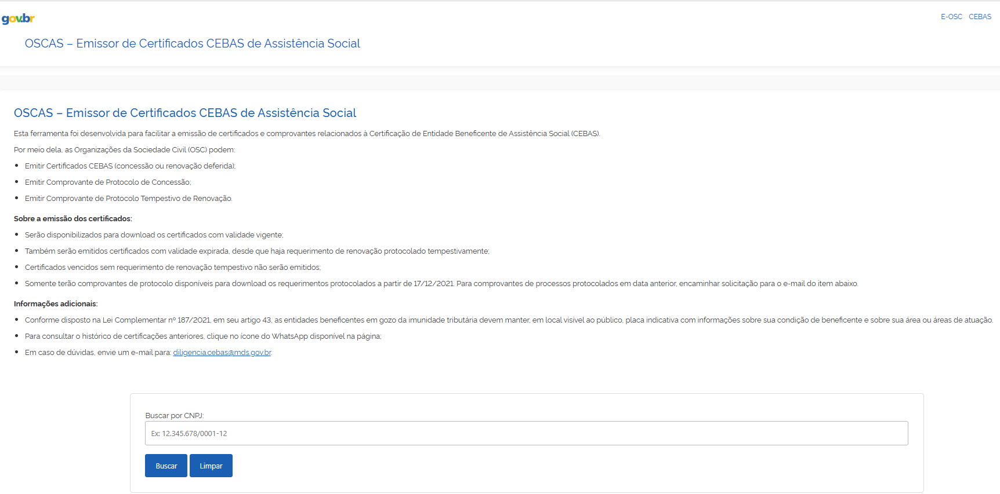 gov.br
E-OSC CEBAS
OSCAS – Emissor de Certificados CEBAS de Assistência Social
OSCAS – Emissor de Certificados CEBAS de Assistência Social
Esta ferramenta foi desenvolvida para facilitar a emissão de certificados e comprovantes relacionados à Certificação de Entidade Beneficente de Assistência Social (CEBAS).
Por meio dela, as Organizações da Sociedade Civil (OSC) podem:
• Emitir Certificados CEBAS (concessão ou renovação deferida);
• Emitir Comprovante de Protocolo de Concessão;
• Emitir Comprovante de Protocolo Tempestivo de Renovação.
Sobre a emissão dos certificados:
• Serão disponibilizados para download os certificados com validade vigente;
• Também serão emitidos certificados com validade expirada, desde que haja requerimento de renovação protocolado tempestivamente;
• Certificados vencidos sem requerimento de renovação tempestivo não serão emitidos;
• Somente terão comprovantes de protocolo disponíveis para download os requerimentos protocolados a partir de 17/12/2021. Para comprovantes de processos protocolados em data anterior, encaminhar solicitação para o e-mail do item abaixo.
Informações adicionais:
• Conforme disposto na Lei Complementar nº 187/2021, em seu artigo 43, as entidades beneficentes em gozo da imunidade tributária devem manter, em local visível ao público, placa indicativa com informações sobre sua condição de beneficente e sobre sua área ou áreas de atuação.
• Para consultar o histórico de certificações anteriores, clique no ícone do WhatsApp disponível na página;
• Em caso de dúvidas, envie um e-mail para: diligencia.cebas@mds.gov.br.
Buscar por CNPJ:
Ex: 12.345.678/0001-12
Buscar Limpar